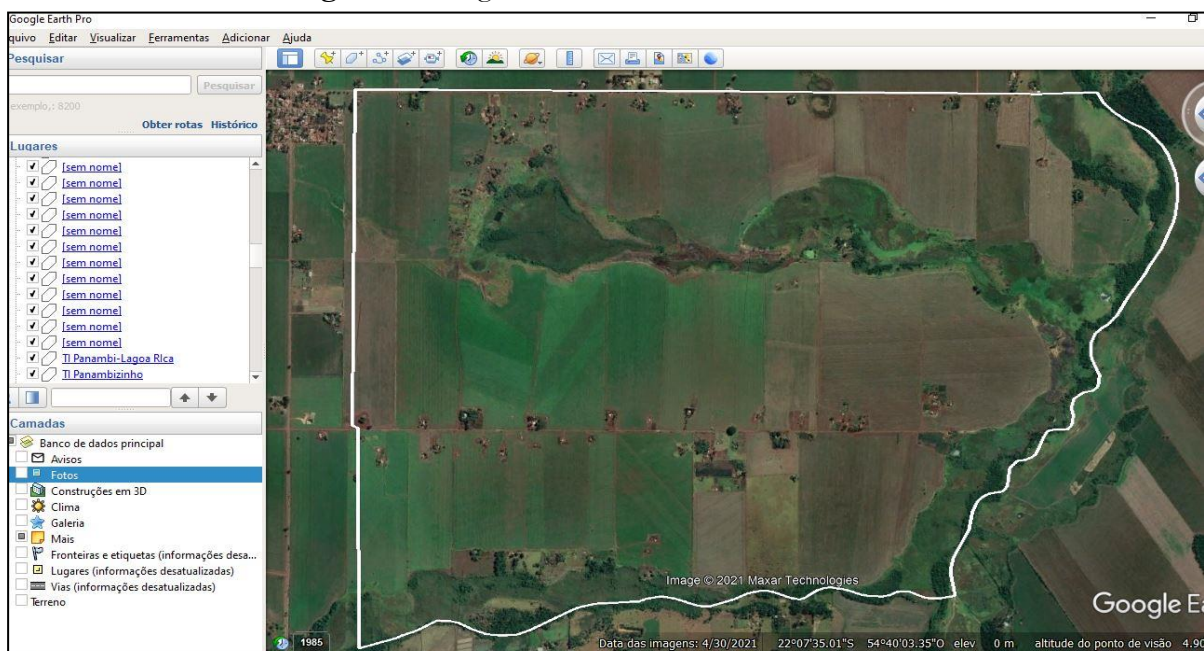 Google Earth Pro
quivo Editar Visualizar Ferramentas Adicionar Ajuda
Pesquisar
Pesquisar
exemplo,: 8200
Obter rotas Histórico
Lugares
[sem nome]
[sem nome]
[sem nome]
[sem nome]
[sem nome]
[sem nome]
[sem nome]
[sem nome]
[sem nome]
[sem nome]
[sem nome]
[sem nome]
TI Panambi-Lagoa RIca
TI Panambizinho
Camadas
Banco de dados principal
Avisos
Fotos
Construções em 3D
Clima
Galeria
Mais
Fronteiras e etiquetas (informações desa...
Lugares (informações desatualizadas)
Vias (informações desatualizadas)
Terreno
Image © 2021 Maxar Technologies
Google Ea
1985
Data das imagens: 4/30/2021 22°07'35.01"S 54°40'03.35"O elev 0 m altitude do ponto de visão 4.90